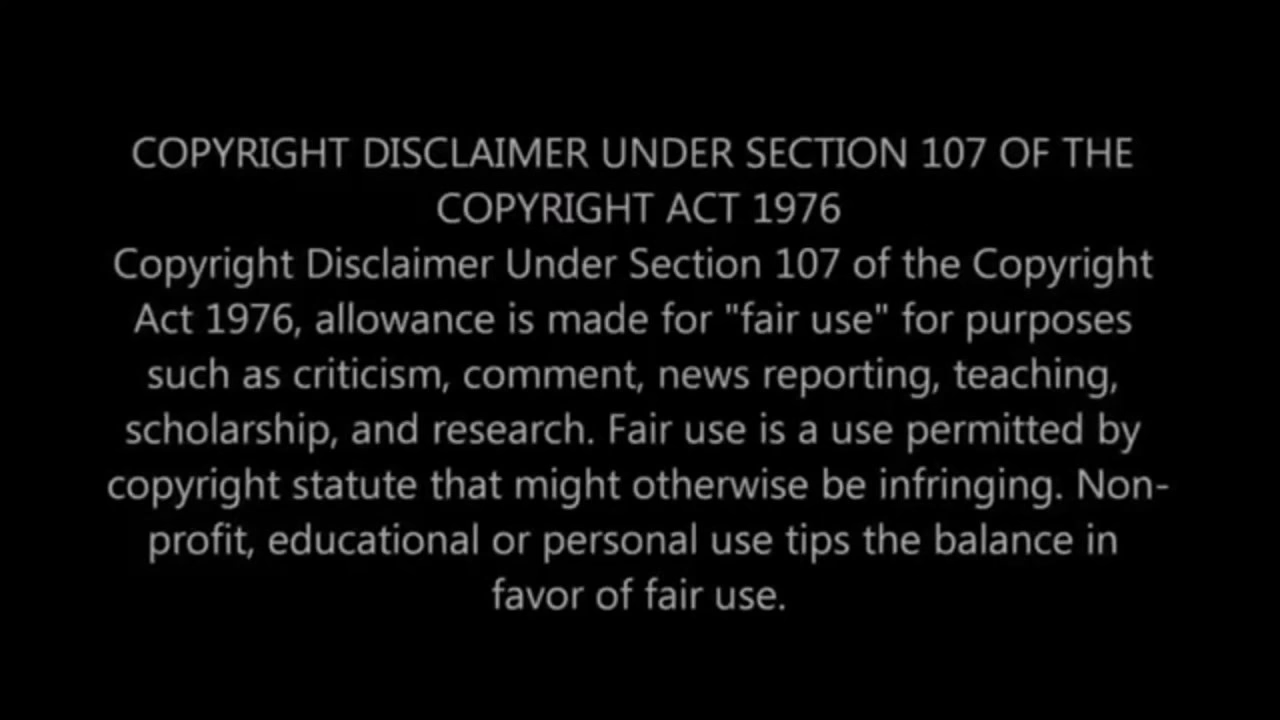 COPYRIGHT DISCLAIMER UNDER SECTION 107 OF THE
COPYRIGHT ACT 1976
Copyright Disclaimer Under Section 107 of the Copyright
Act 1976, allowance is made for "fair use" for purposes
such as criticism, comment, news reporting, teaching,
scholarship, and research. Fair use is a use permitted by
copyright statute that might otherwise be infringing. Non-
profit, educational or personal use tips the balance in
favor of fair use.